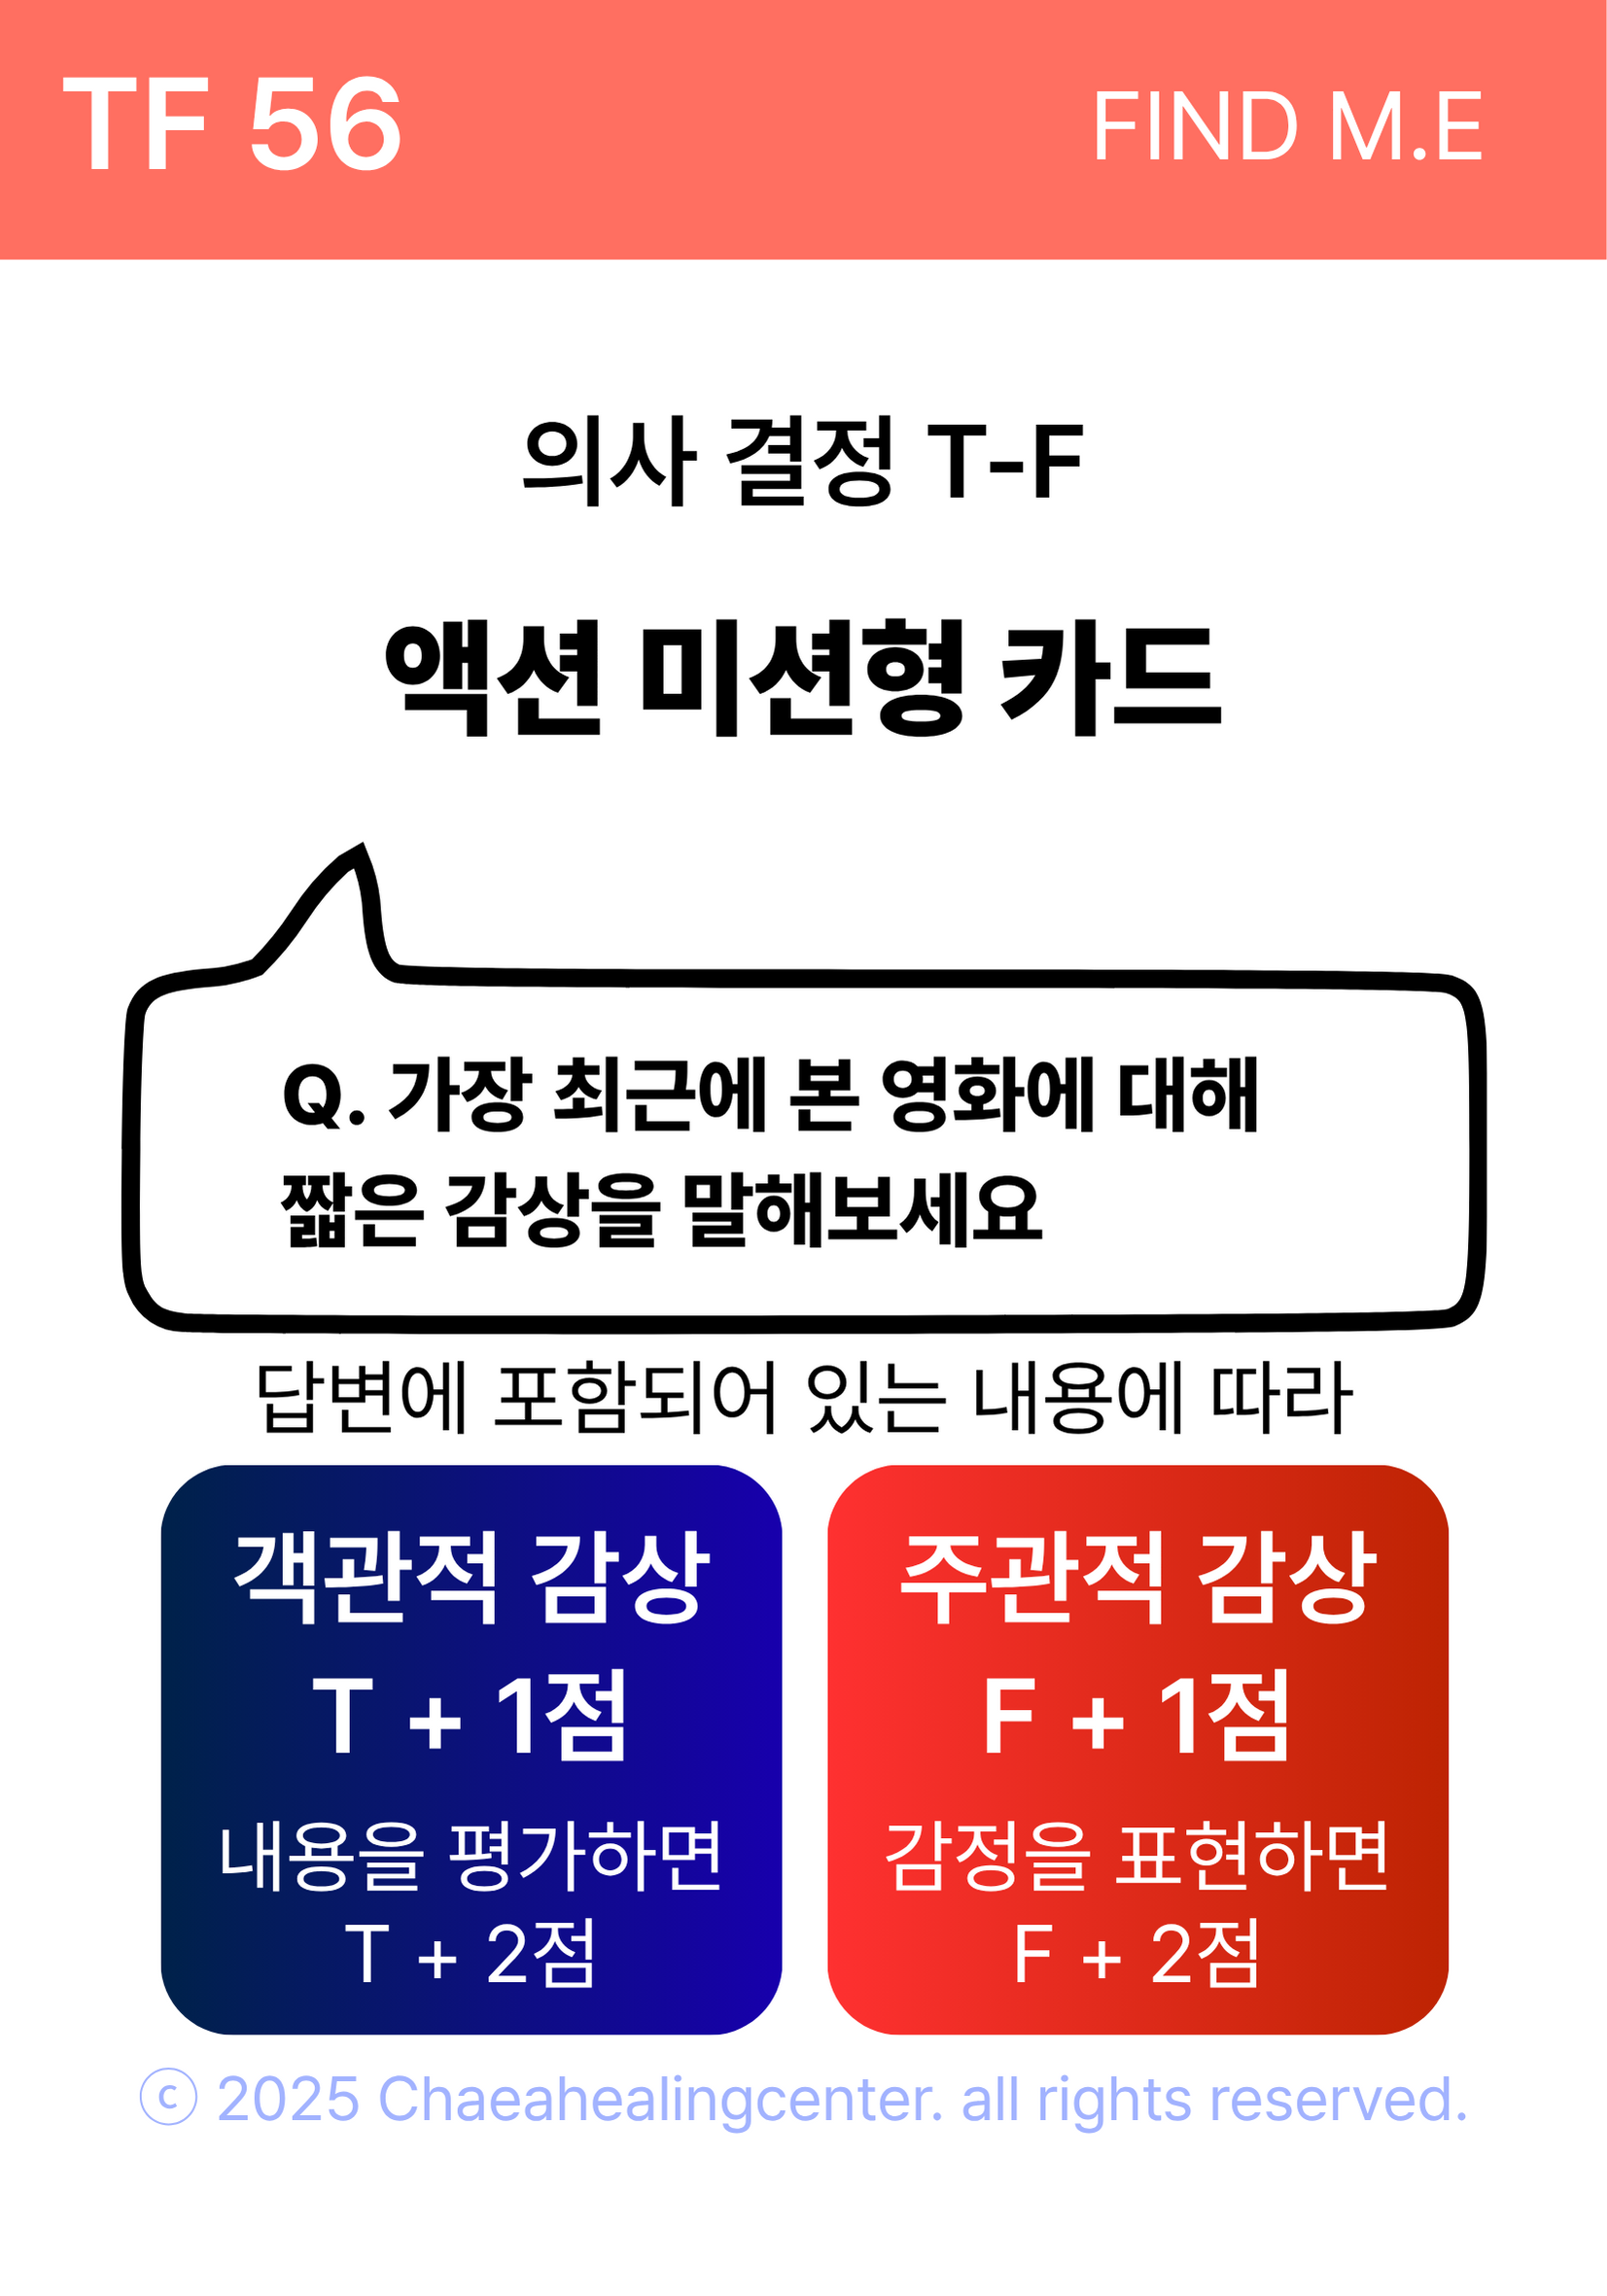 TF 56
FIND M.E
의사 결정 T-F
액션 미션형 카드
Q. 가장 최근에 본 영화에 대해
짧은 감상을 말해보세요
답변에 포함되어 있는 내용에 따라
객관적 감상
T + 1점
내용을 평가하면
T + 2점
주관적 감상
F + 1점
감정을 표현하면
F + 2점
© 2025 Chaeahealingcenter. all rights reserved.